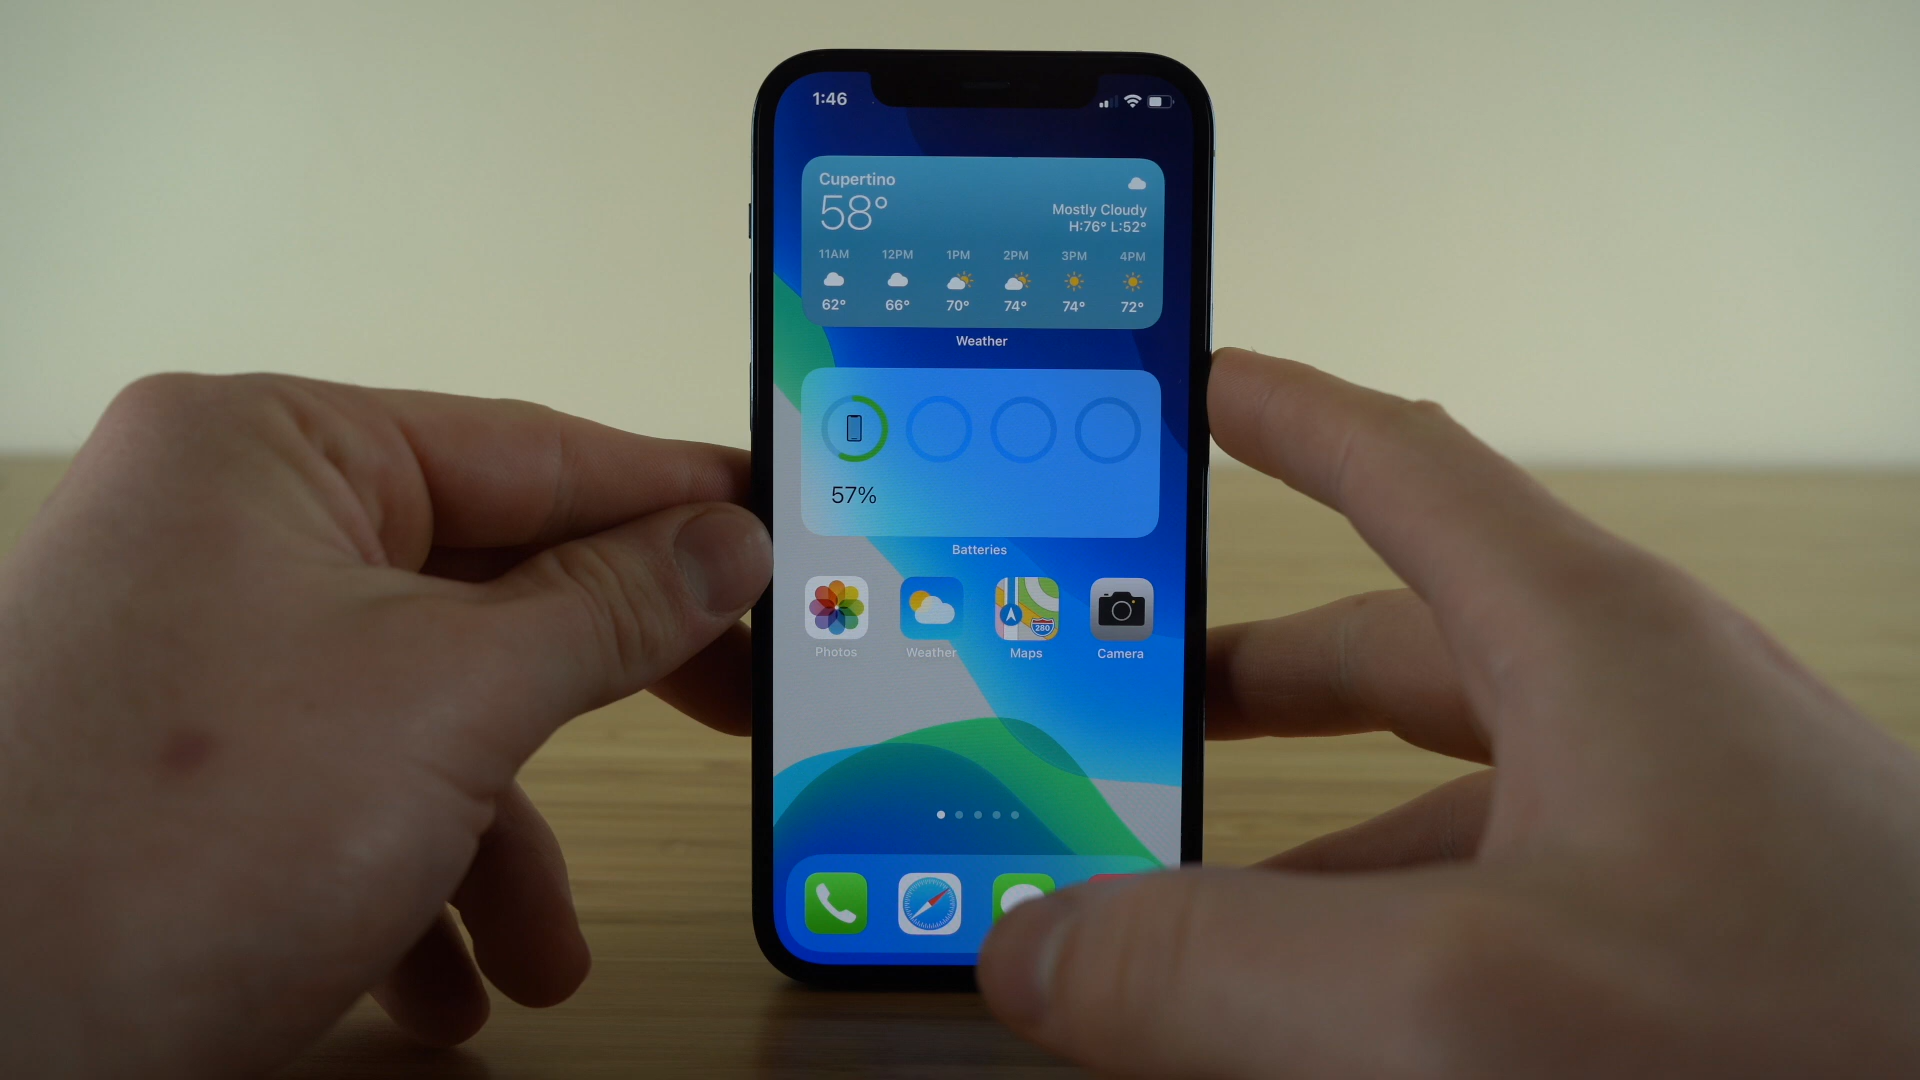 1:46
Cupertino
58°
Mostly Cloudy
H:76° L:52°
11AM 12PM 1PM 2PM 3PM 4PM
62° 66° 70° 74° 74° 72°
Weather
57%
Batteries
280
Photos Weather Maps Camera